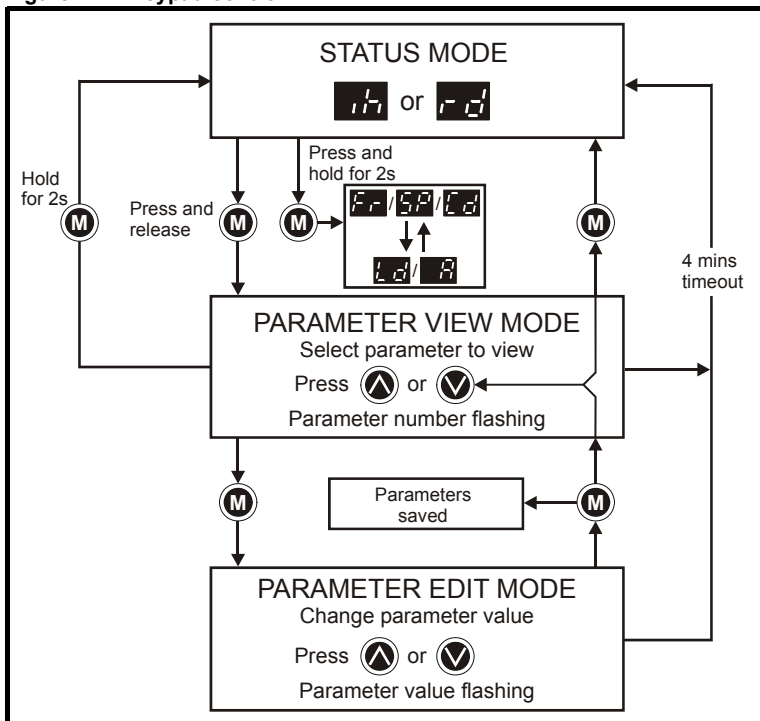 STATUS MODE
ih or rd
Press and
hold for 2s
Hold
for 2s
Press and
release
M
M
M
M
Fr/SP/Cd
Ld/ A
4 mins
timeout
PARAMETER VIEW MODE
Select parameter to view
Press or
Parameter number flashing
M
Parameters
saved
M
PARAMETER EDIT MODE
Change parameter value
Press or
Parameter value flashing